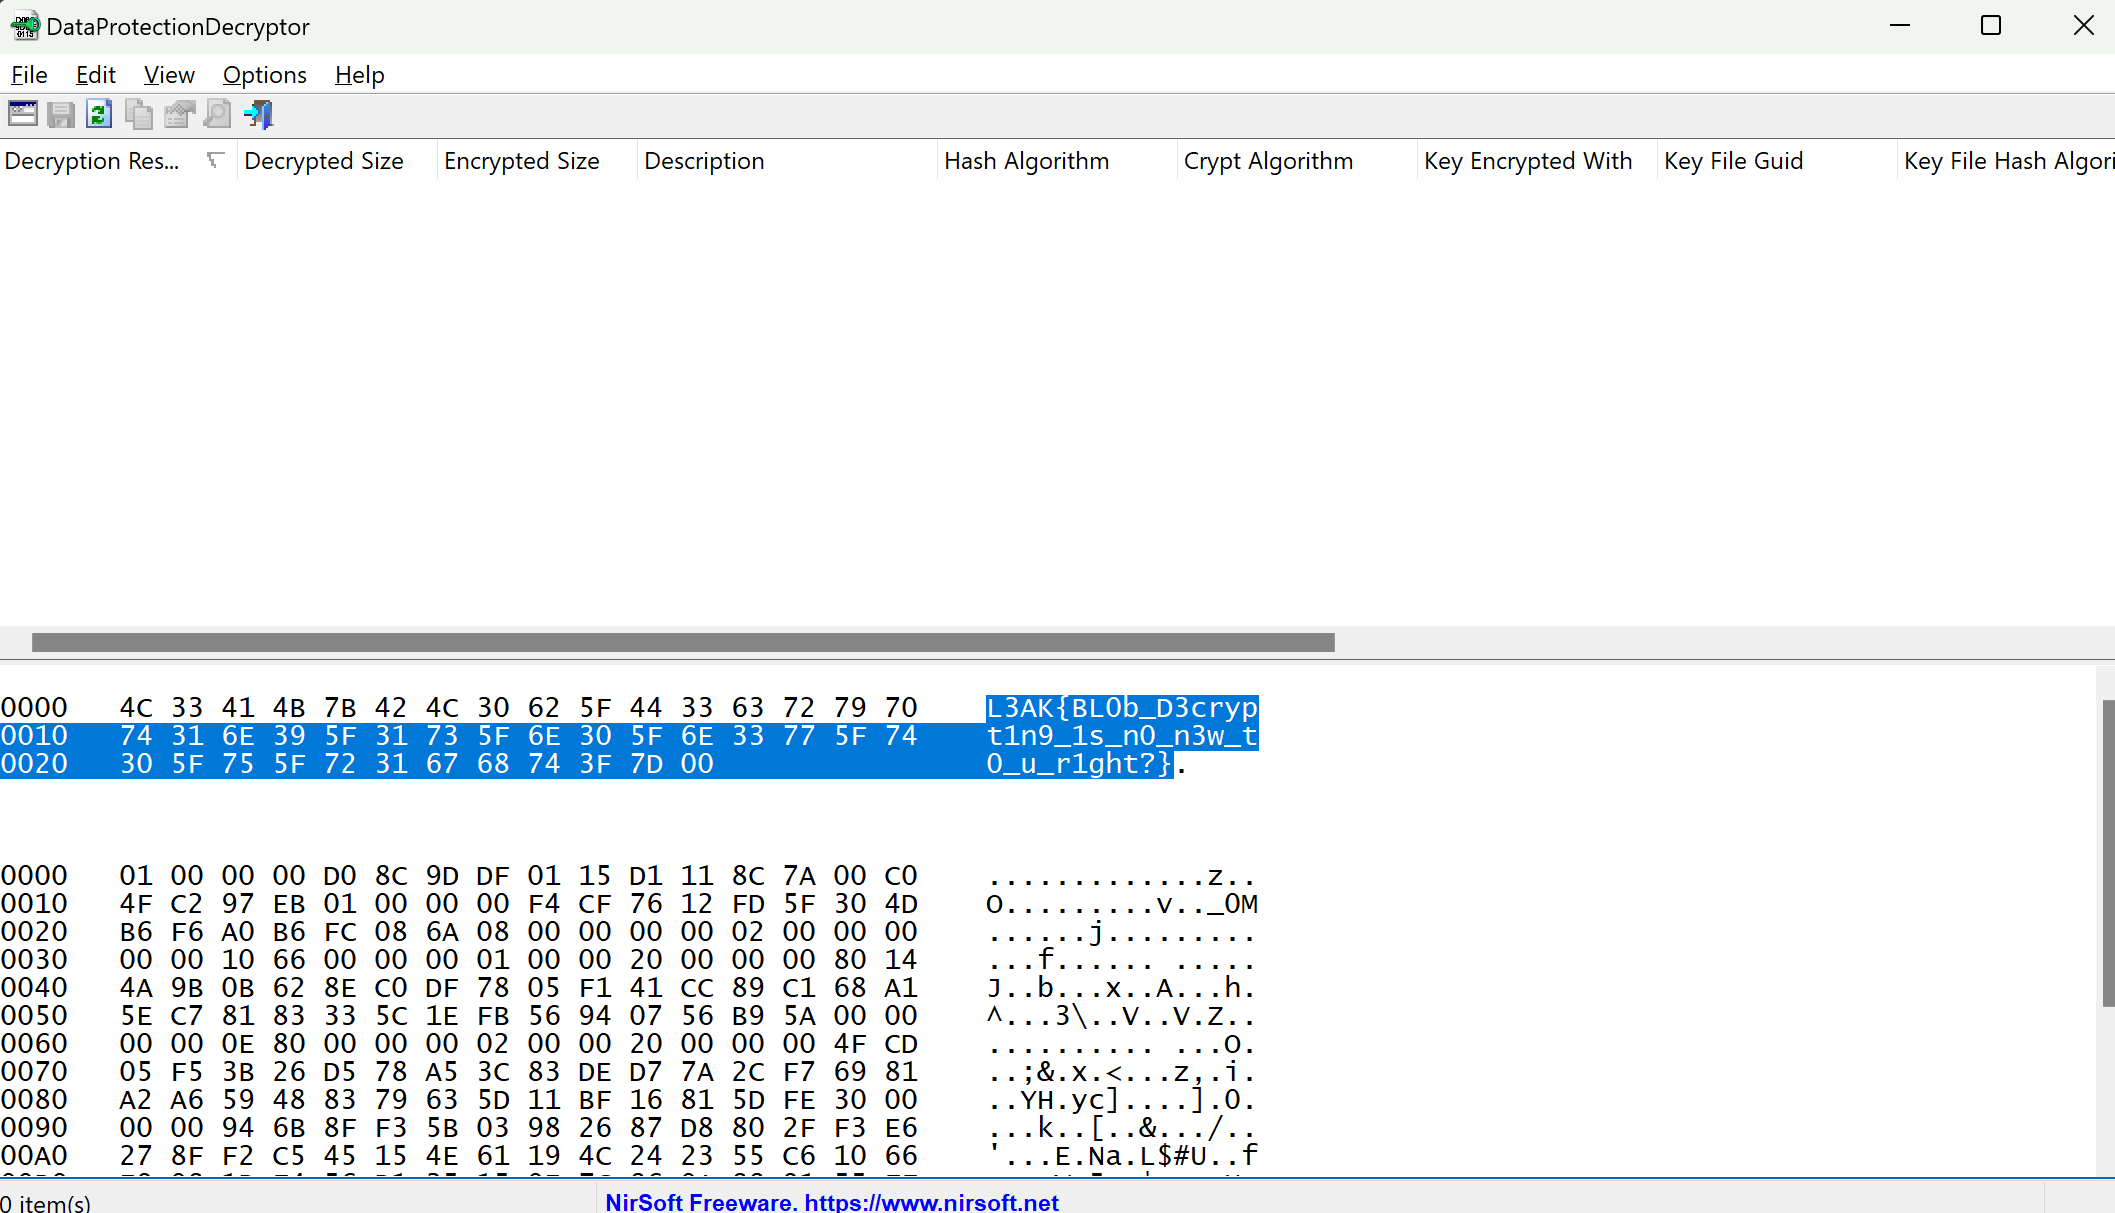 DataProtectionDecryptor
File Edit View Options Help
Decryption Res... Decrypted Size Encrypted Size Description Hash Algorithm Crypt Algorithm Key Encrypted With Key File Guid Key File Hash Algori
0000 4C 33 41 4B 7B 42 4C 30 62 5F 44 33 63 72 79 70 L3AK{BL0b_D3cryp
0010 74 31 6E 39 5F 31 73 5F 6E 30 5F 6E 33 77 5F 74 t1n9_1s_n0_n3w_t
0020 30 5F 75 5F 72 31 67 68 74 3F 7D 00 0_u_r1ght?}.
0000 01 00 00 00 D0 8C 9D DF 01 15 D1 11 8C 7A 00 C0 .............z..
0010 4F C2 97 EB 01 00 00 00 F4 CF 76 12 FD 5F 30 4D O.........v.._0M
0020 B6 F6 A0 B6 FC 08 6A 08 00 00 00 00 02 00 00 00 ......j.........
0030 00 00 10 66 00 00 00 01 00 00 20 00 00 00 80 14 ...f...... .....
0040 4A 9B 0B 62 8E C0 DF 78 05 F1 41 CC 89 C1 68 A1 J..b...x..A...h.
0050 5E C7 81 83 33 5C 1E FB 56 94 07 56 B9 5A 00 00 ^...3\..V..V.Z..
0060 00 00 0E 80 00 00 00 02 00 00 20 00 00 00 4F CD .......... ...O.
0070 05 F5 3B 26 D5 78 A5 3C 83 DE D7 7A 2C F7 69 81 ..;&.x.<...z,.i.
0080 A2 A6 59 48 83 79 63 5D 11 BF 16 81 5D FE 30 00 ..YH.yc]....].0.
0090 00 00 94 6B 8F F3 5B 03 98 26 87 D8 80 2F F3 E6 ...k..[..&.../..
00A0 27 8F F2 C5 45 15 4E 61 19 4C 24 23 55 C6 10 66 '...E.Na.L$#U..f
0 item(s) NirSoft Freeware. https://www.nirsoft.net